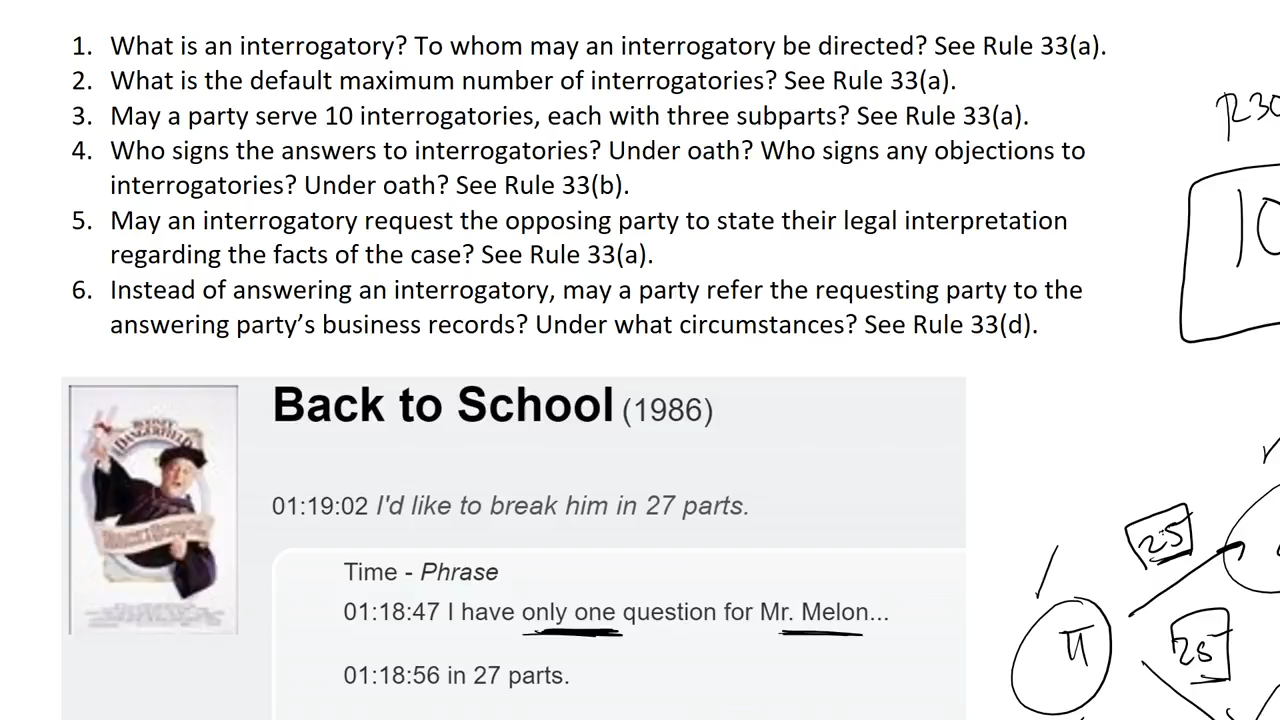 1. What is an interrogatory? To whom may an interrogatory be directed? See Rule 33(a).
2. What is the default maximum number of interrogatories? See Rule 33(a).
3. May a party serve 10 interrogatories, each with three subparts? See Rule 33(a).
4. Who signs the answers to interrogatories? Under oath? Who signs any objections to
interrogatories? Under oath? See Rule 33(b).
5. May an interrogatory request the opposing party to state their legal interpretation
regarding the facts of the case? See Rule 33(a).
6. Instead of answering an interrogatory, may a party refer the requesting party to the
answering party’s business records? Under what circumstances? See Rule 33(d).
R30
10
Back to School (1986)
RODNEY
DANGERFIELD
BACK TO SCHOOL
01:19:02 I'd like to break him in 27 parts.
Time - Phrase
01:18:47 I have only one question for Mr. Melon...
01:18:56 in 27 parts.
25
π
25